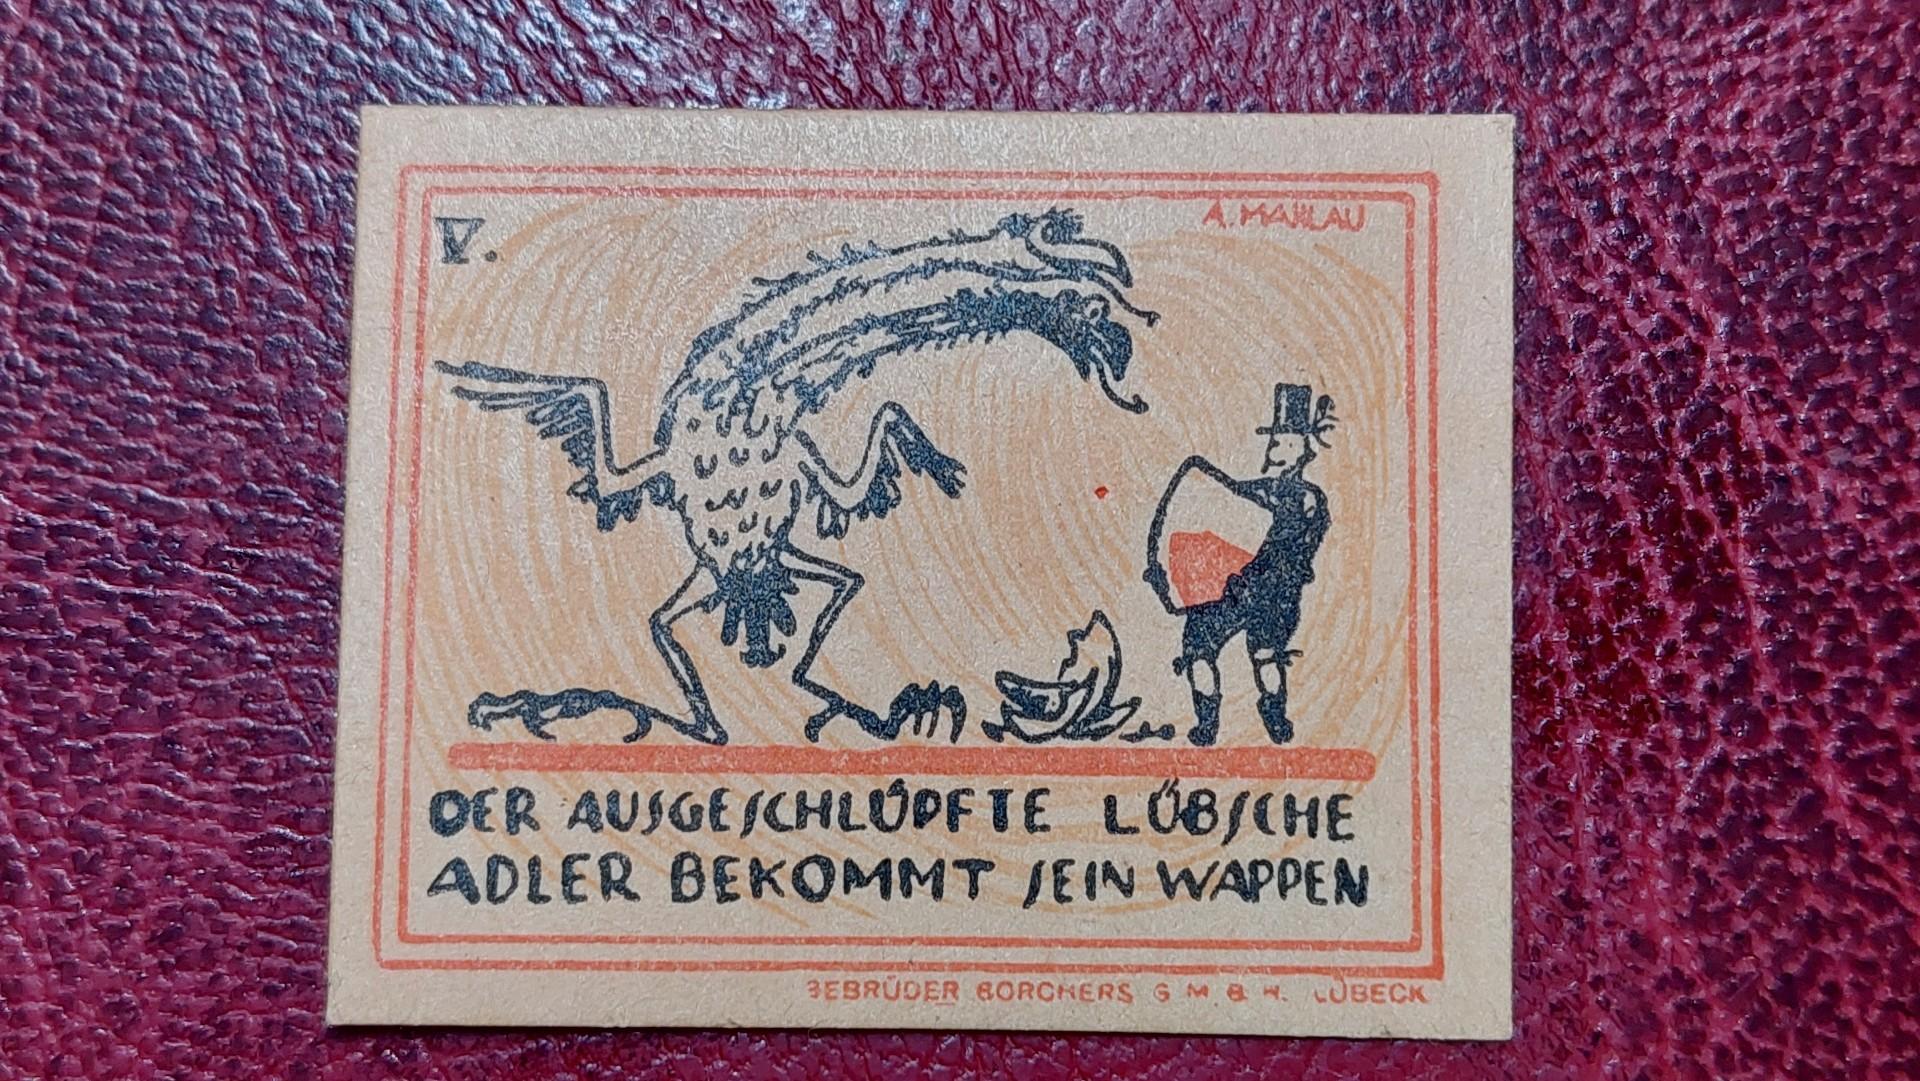 V.
A. MAHLAU
DER AUSGESCHLÜPFTE LÜBSCHE
ADLER BEKOMMT SEIN WAPPEN
GEBRÜDER BORCHERS G.M.B.H. LÜBECK